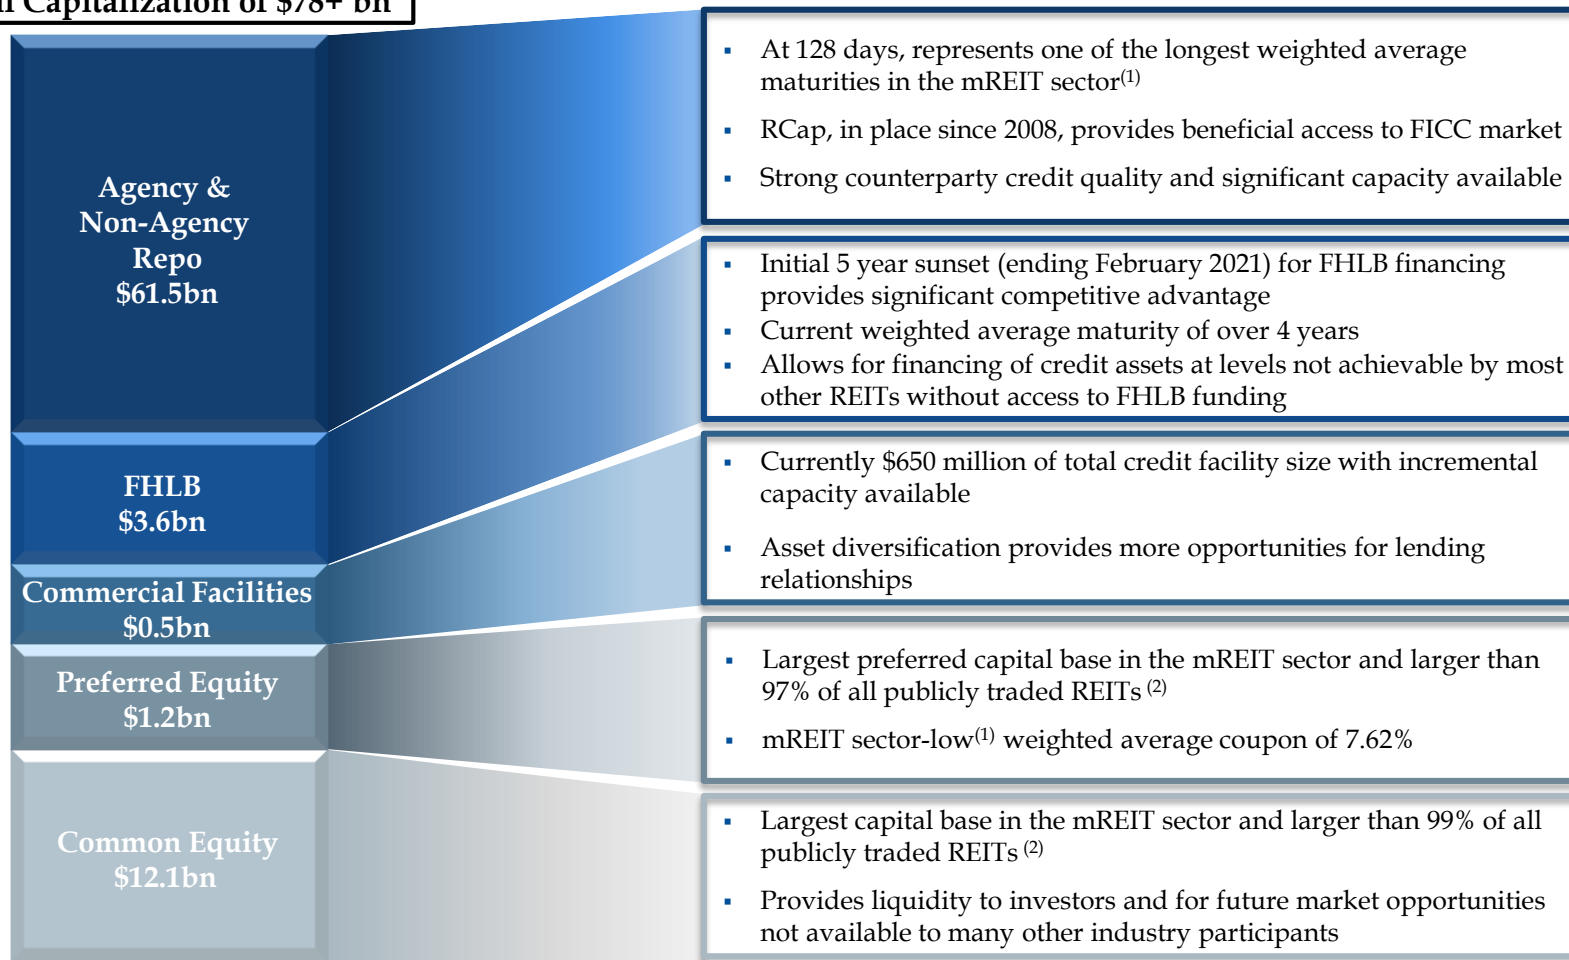 Capitalization of $78+ bn
Agency &
Non-Agency
Repo
$61.5bn
▪ At 128 days, represents one of the longest weighted average
maturities in the mREIT sector(1)
▪ RCap, in place since 2008, provides beneficial access to FICC market
▪ Strong counterparty credit quality and significant capacity available
FHLB
$3.6bn
▪ Initial 5 year sunset (ending February 2021) for FHLB financing
provides significant competitive advantage
▪ Current weighted average maturity of over 4 years
▪ Allows for financing of credit assets at levels not achievable by most
other REITs without access to FHLB funding
Commercial Facilities
$0.5bn
▪ Currently $650 million of total credit facility size with incremental
capacity available
▪ Asset diversification provides more opportunities for lending
relationships
Preferred Equity
$1.2bn
▪ Largest preferred capital base in the mREIT sector and larger than
97% of all publicly traded REITs (2)
▪ mREIT sector-low(1) weighted average coupon of 7.62%
Common Equity
$12.1bn
▪ Largest capital base in the mREIT sector and larger than 99% of all
publicly traded REITs (2)
▪ Provides liquidity to investors and for future market opportunities
not available to many other industry participants